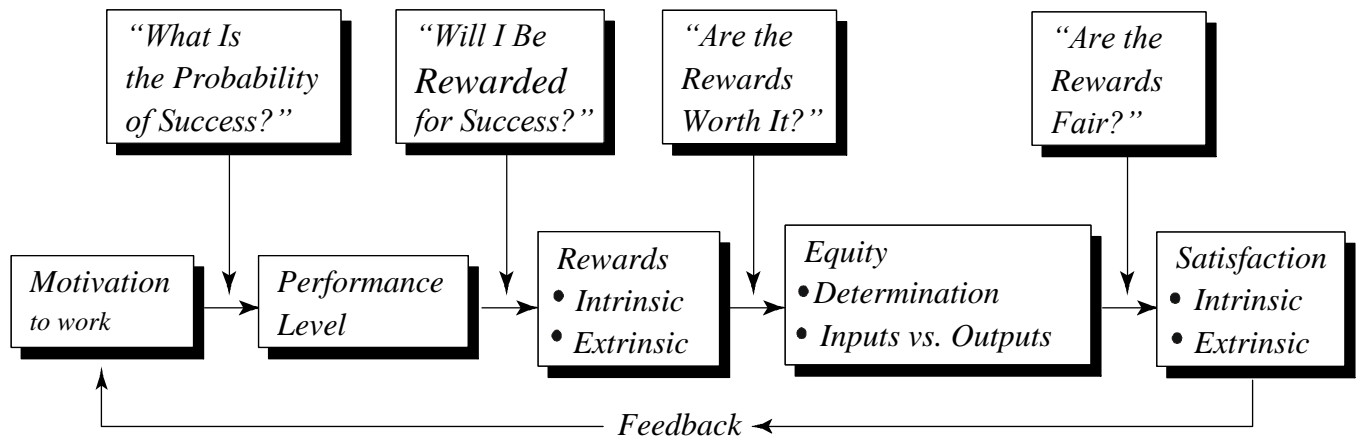 “What Is
the Probability
of Success?”
“Will I Be
Rewarded
for Success?”
“Are the
Rewards
Worth It?”
“Are the
Rewards
Fair?”
Motivation
to work
Performance
Level
Rewards
• Intrinsic
• Extrinsic
Equity
• Determination
• Inputs vs. Outputs
Satisfaction
• Intrinsic
• Extrinsic
Feedback